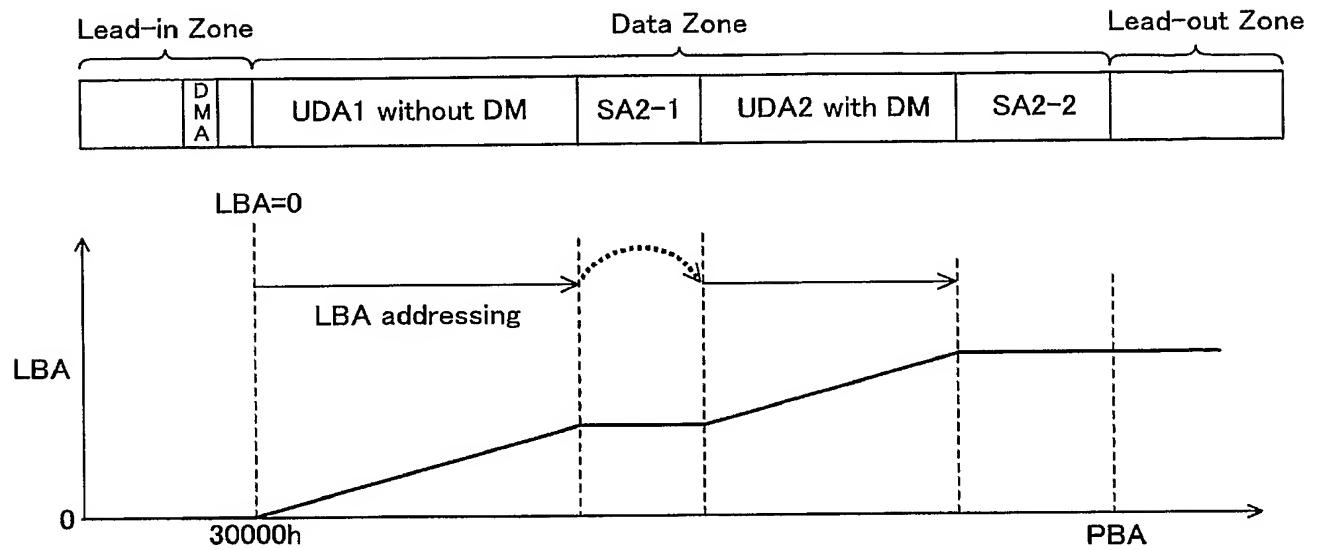 Lead-in Zone
Data Zone
Lead-out Zone
DMA
UDA1 without DM
SA2-1
UDA2 with DM
SA2-2
LBA=0
LBA addressing
LBA
0
30000h
PBA